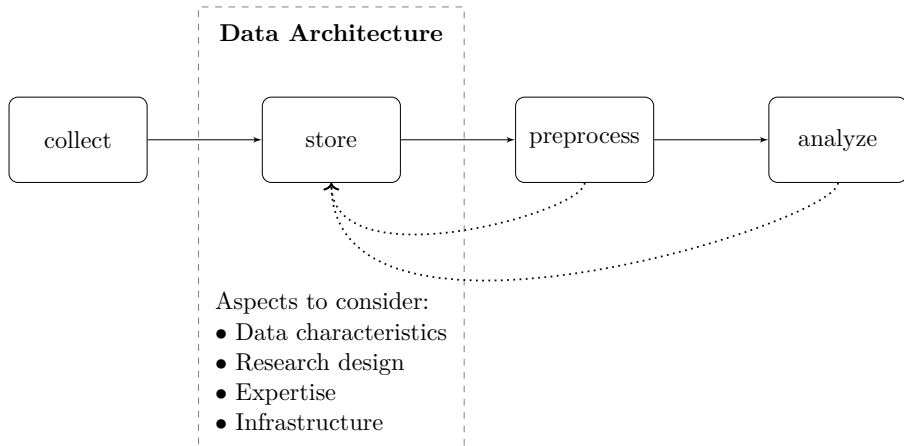 Data Architecture
collect
store
preprocess
analyze
Aspects to consider:
• Data characteristics
• Research design
• Expertise
• Infrastructure